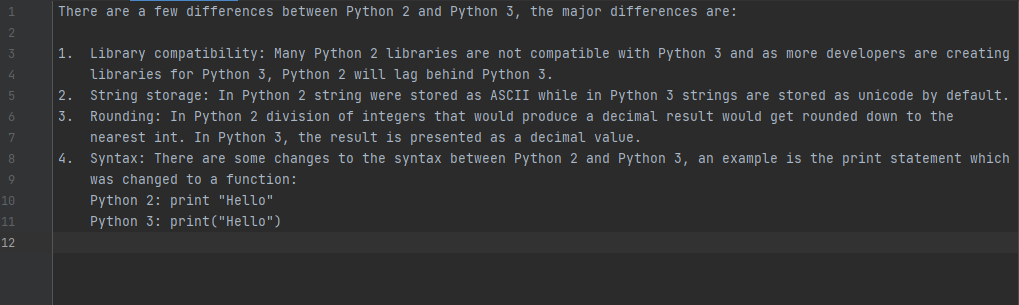 1 There are a few differences between Python 2 and Python 3, the major differences are:
2
3 1. Library compatibility: Many Python 2 libraries are not compatible with Python 3 and as more developers are creating
4 libraries for Python 3, Python 2 will lag behind Python 3.
5 2. String storage: In Python 2 string were stored as ASCII while in Python 3 strings are stored as unicode by default.
6 3. Rounding: In Python 2 division of integers that would produce a decimal result would get rounded down to the
7 nearest int. In Python 3, the result is presented as a decimal value.
8 4. Syntax: There are some changes to the syntax between Python 2 and Python 3, an example is the print statement which
9 was changed to a function:
10 Python 2: print "Hello"
11 Python 3: print("Hello")
12